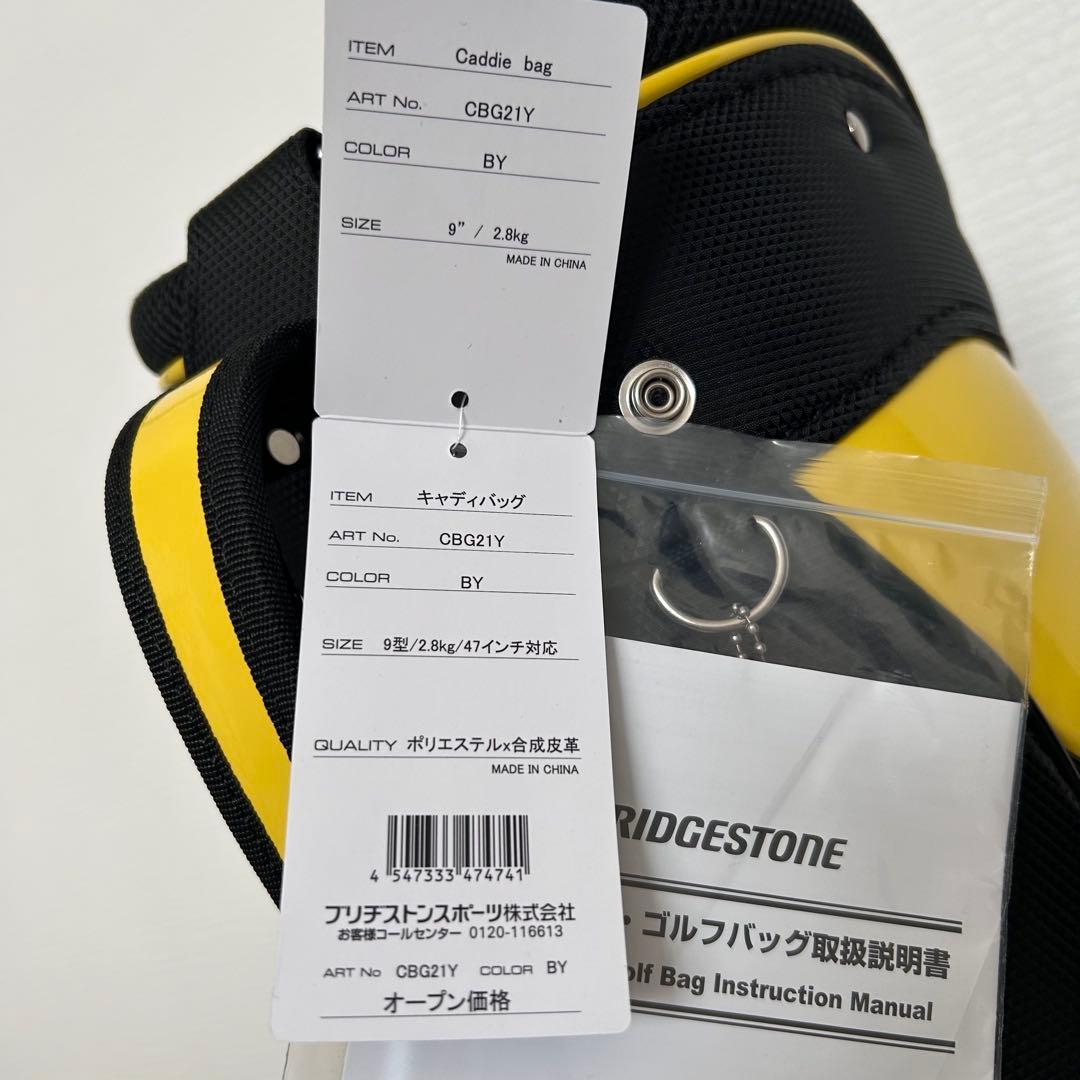 ITEM Caddie bag
ART No. CBG21Y
COLOR BY
SIZE 9” / 2.8kg
MADE IN CHINA
ITEM キャディバッグ
ART No. CBG21Y
COLOR BY
SIZE 9型/2.8kg/47インチ対応
QUALITY ポリエステルx合成皮革
MADE IN CHINA
4 547333 474741
ブリヂストンスポーツ株式会社
お客様コールセンター 0120-116613
ART No CBG21Y COLOR BY
オープン価格
RIDGESTONE
・ゴルフバッグ取扱説明書
olf Bag Instruction Manual